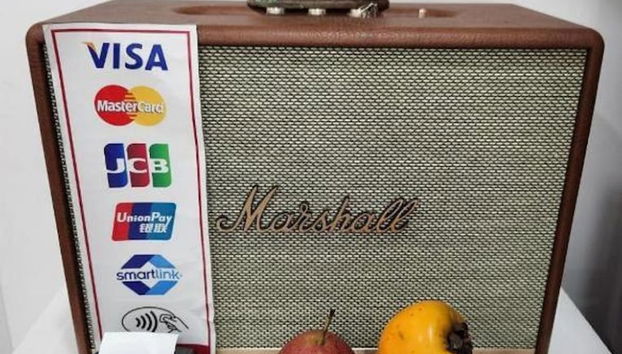 VISA
MasterCard
JCB
UnionPay
银联
smartlink
Marshall